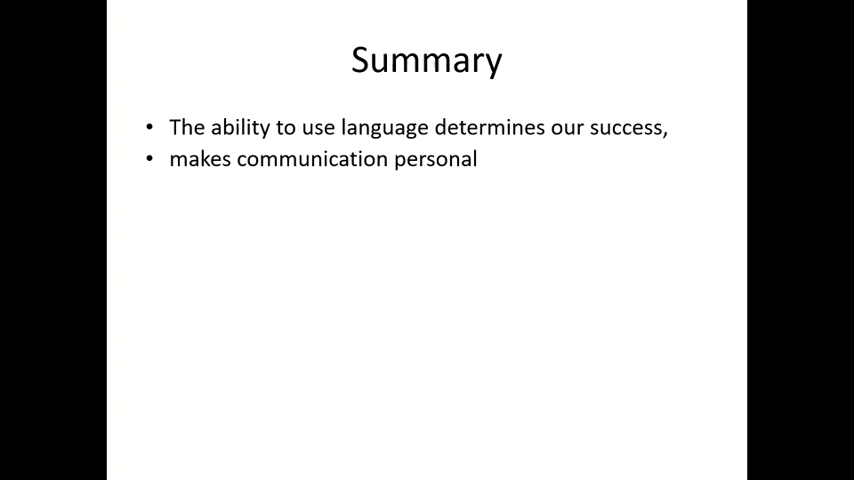 Summary
• The ability to use language determines our success,
• makes communication personal